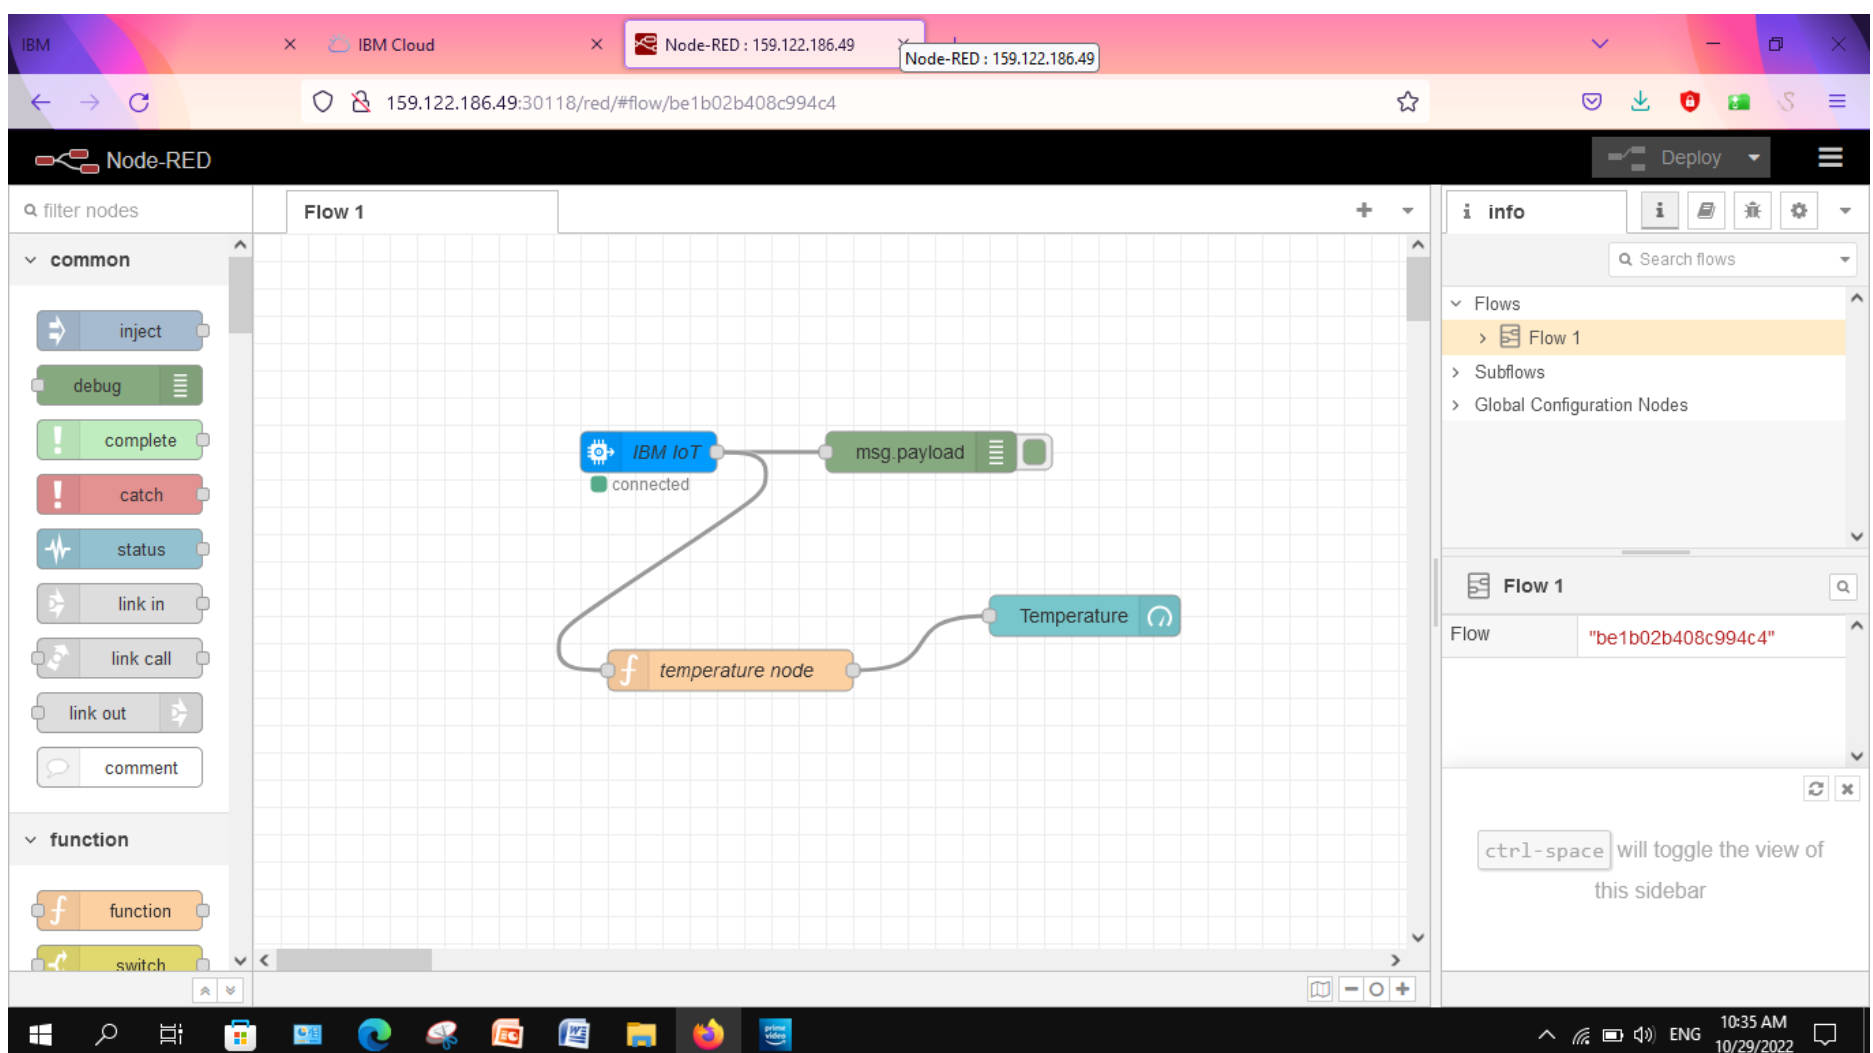 IBM
IBM Cloud
Node-RED : 159.122.186.49
Node-RED : 159.122.186.49
159.122.186.49:30118/red/#flow/be1b02b408c994c4
Node-RED
Deploy
filter nodes
Flow 1
i info
i
Search flows
common
inject
debug
complete
catch
status
link in
link call
link out
comment
function
function
switch
IBM IoT
connected
msg.payload
Temperature
temperature node
Flows
Flow 1
Subflows
Global Configuration Nodes
Flow 1
Flow "be1b02b408c994c4"
ctrl-space will toggle the view of
this sidebar
prime
video
ENG
10:35 AM
10/29/2022